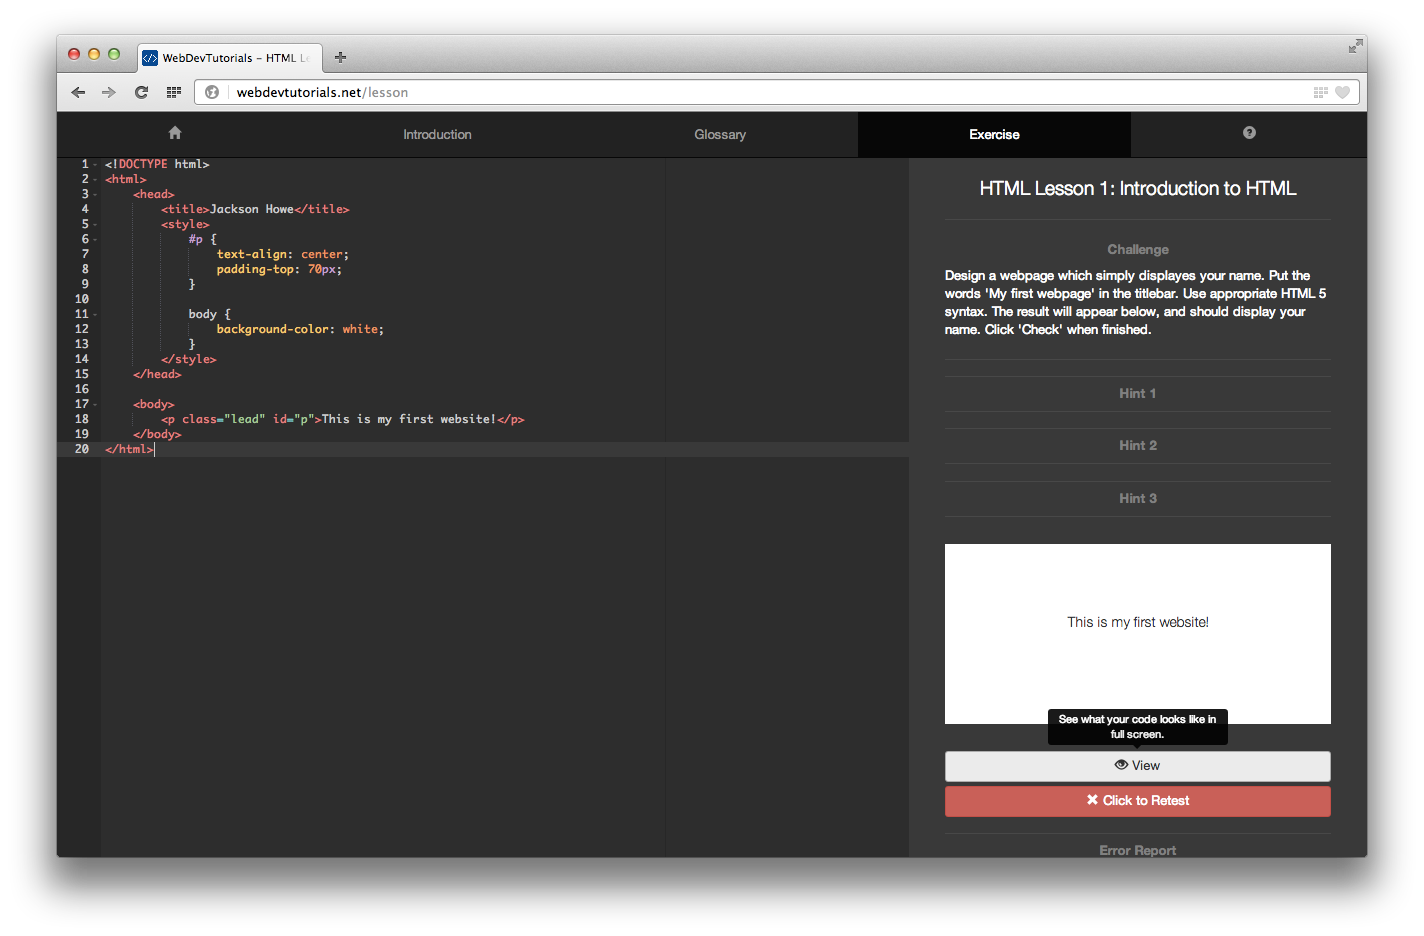 WebDevTutorials – HTML Le
webdevtutorials.net/lesson
Introduction
Glossary
Exercise
1 <!DOCTYPE html>
2 <html>
3 <head>
4 <title>Jackson Howe</title>
5 <style>
6 #p {
7 text-align: center;
8 padding-top: 70px;
9 }
10
11 body {
12 background-color: white;
13 }
14 </style>
15 </head>
16
17 <body>
18 <p class="lead" id="p">This is my first website!</p>
19 </body>
20 </html>
HTML Lesson 1: Introduction to HTML
Challenge
Design a webpage which simply displayes your name. Put the
words 'My first webpage' in the titlebar. Use appropriate HTML 5
syntax. The result will appear below, and should display your
name. Click 'Check' when finished.
Hint 1
Hint 2
Hint 3
This is my first website!
See what your code looks like in
full screen.
View
Click to Retest
Error Report